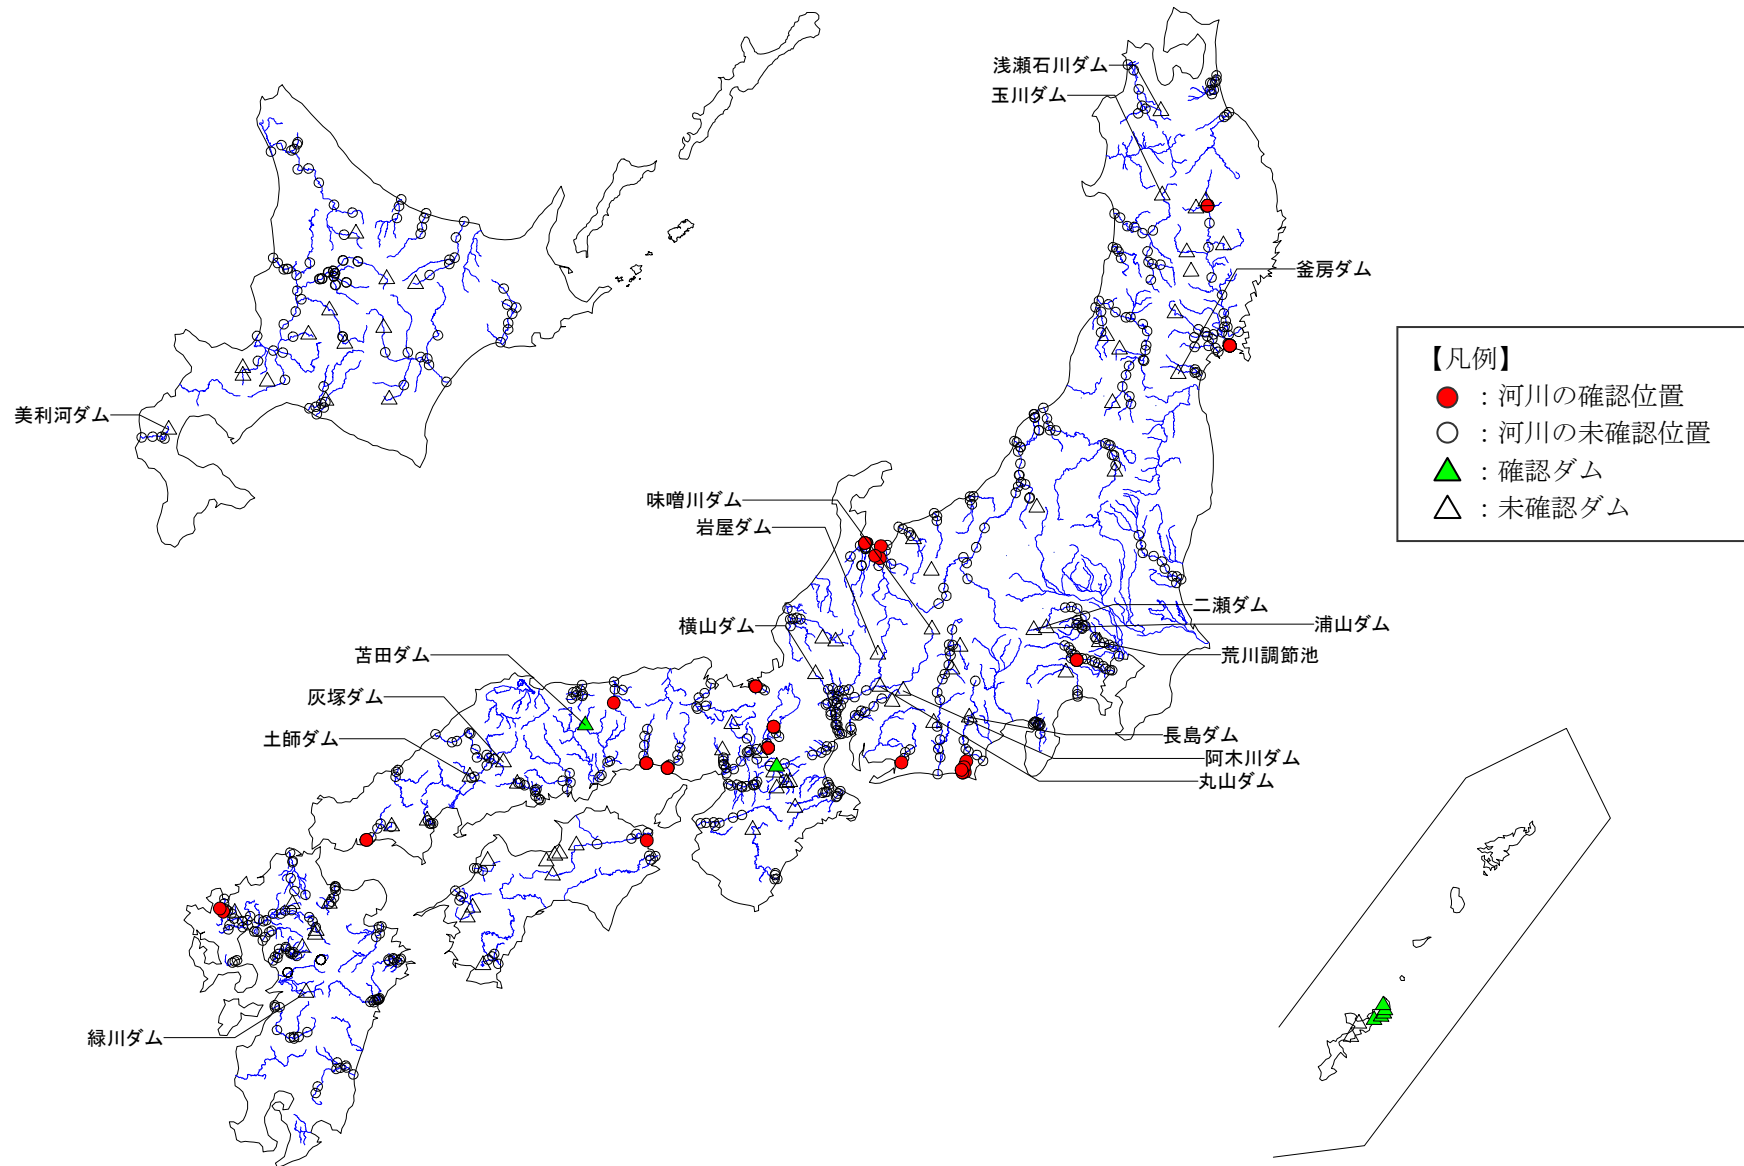 浅瀬石川ダム
玉川ダム
釜房ダム
【凡例】
：河川の確認位置
：河川の未確認位置
：確認ダム
：未確認ダム
美利河ダム
味噌川ダム
岩屋ダム
二瀬ダム
浦山ダム
横山ダム
荒川調節池
苫田ダム
灰塚ダム
土師ダム
長島ダム
阿木川ダム
丸山ダム
緑川ダム